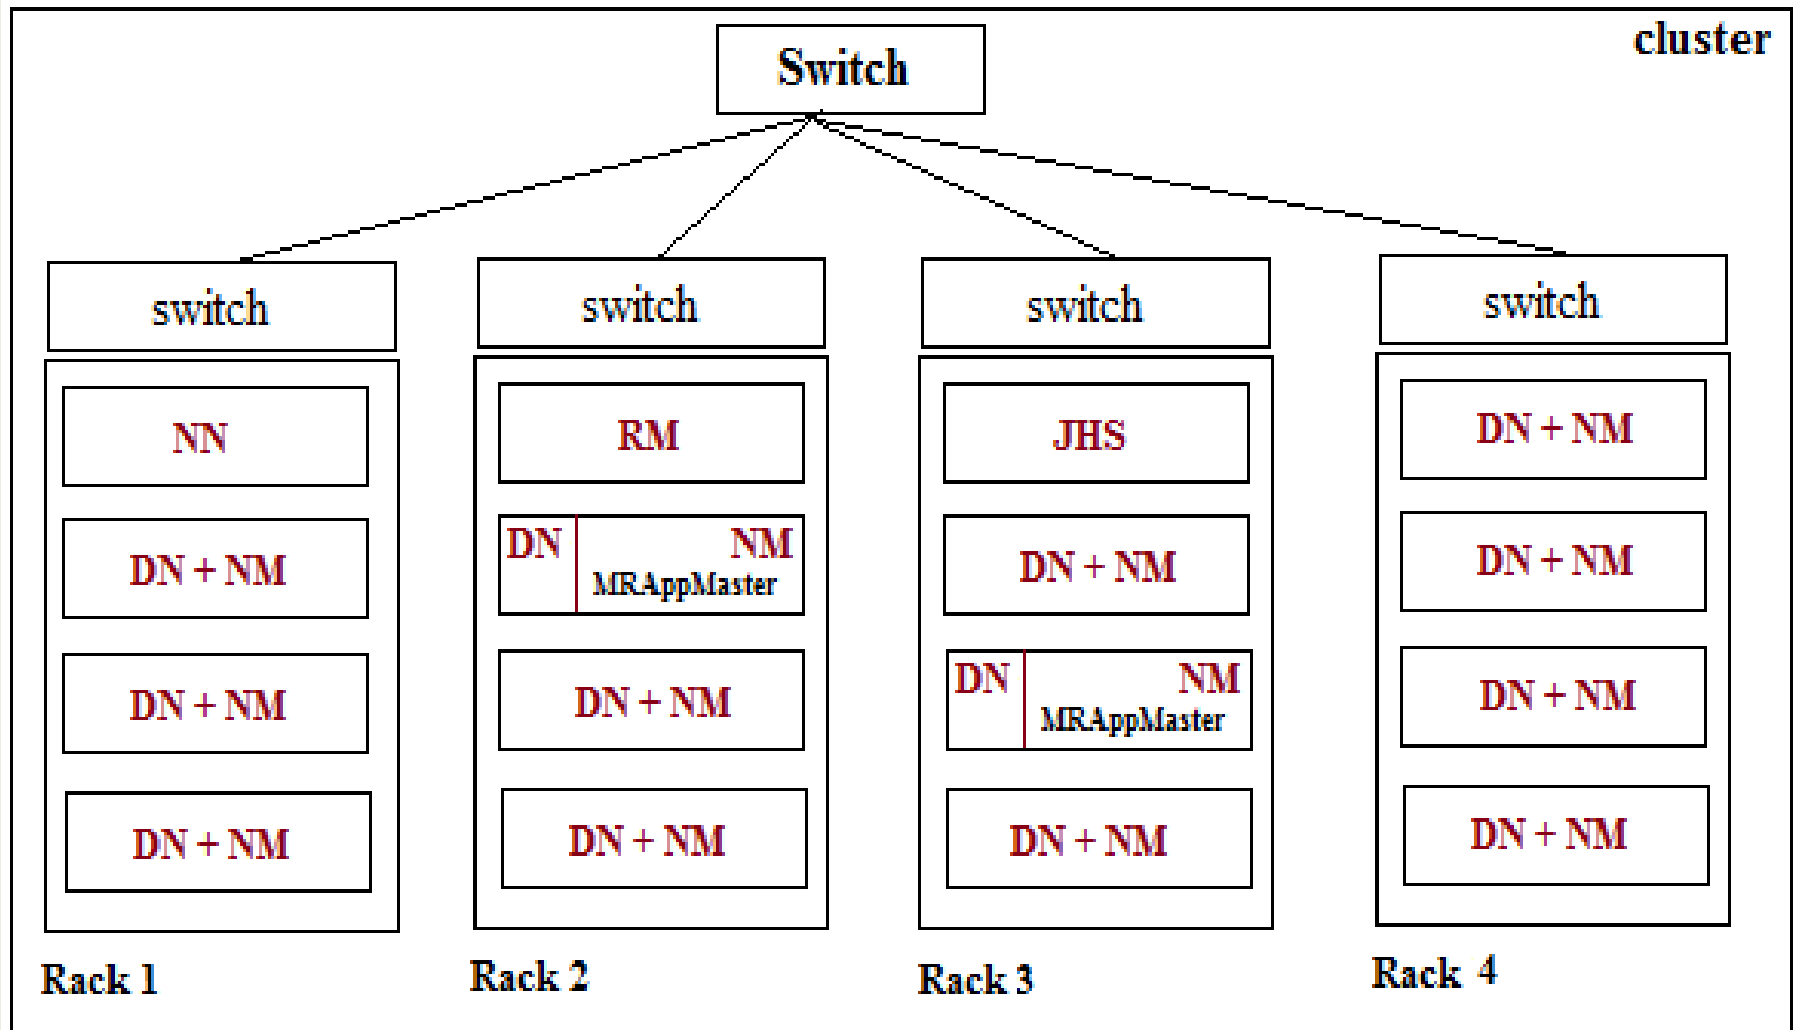 cluster
Switch
switch
switch
switch
switch
NN
DN + NM
DN + NM
DN + NM
Rack 1
RM
DN NM
MRAppMaster
DN + NM
DN + NM
Rack 2
JHS
DN + NM
DN NM
MRAppMaster
DN + NM
Rack 3
DN + NM
DN + NM
DN + NM
DN + NM
Rack 4